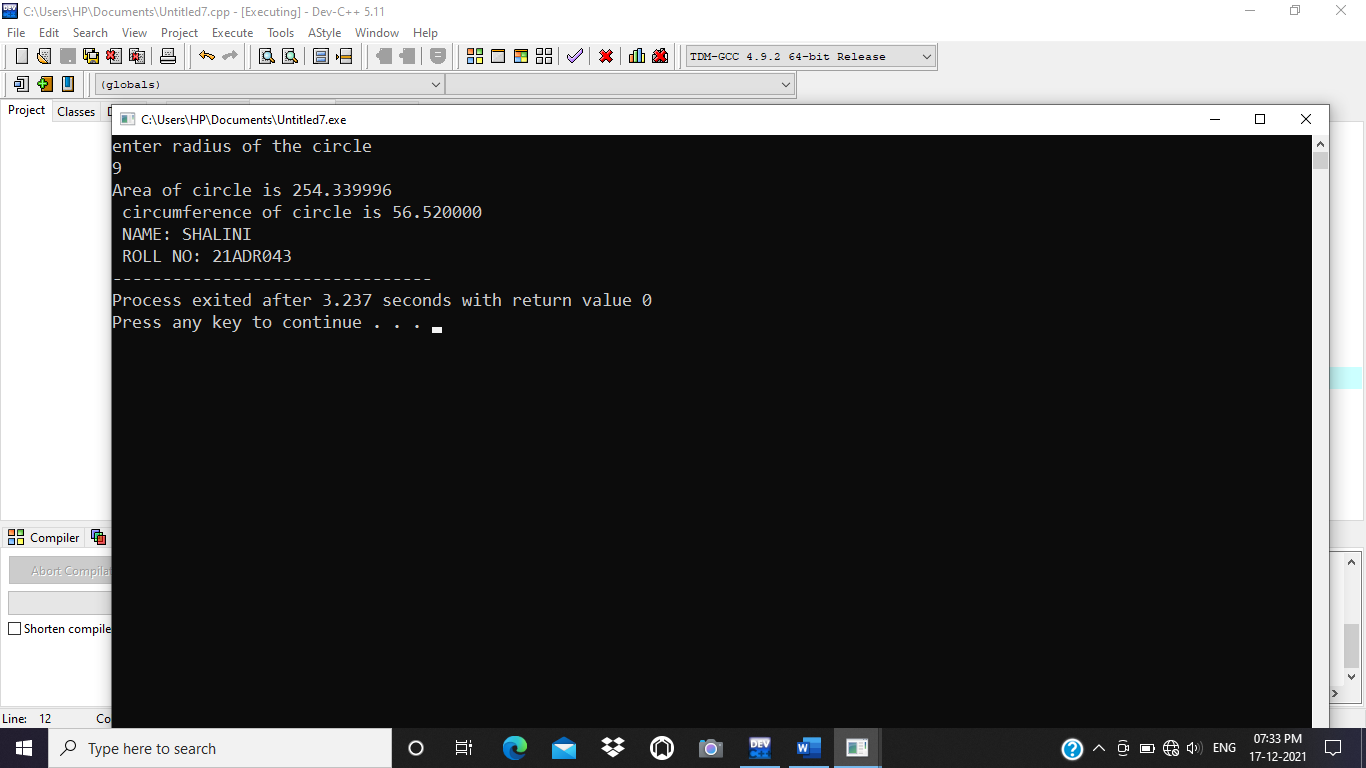 C:\Users\HP\Documents\Untitled7.cpp - [Executing] - Dev-C++ 5.11
File Edit Search View Project Execute Tools AStyle Window Help
TDM-GCC 4.9.2 64-bit Release
(globals)
Project Classes
C:\Users\HP\Documents\Untitled7.exe
enter radius of the circle
9
Area of circle is 254.339996
circumference of circle is 56.520000
NAME: SHALINI
ROLL NO: 21ADR043
--------------------------------
Process exited after 3.237 seconds with return value 0
Press any key to continue . . .
Compiler
Abort Compilat
Shorten compile
Line: 12 Co
Type here to search
DEV
ENG
07:33 PM
17-12-2021